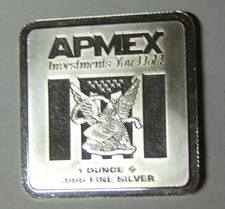 APMEX
Investments You Hold
1 OUNCE
.999 FINE SILVER